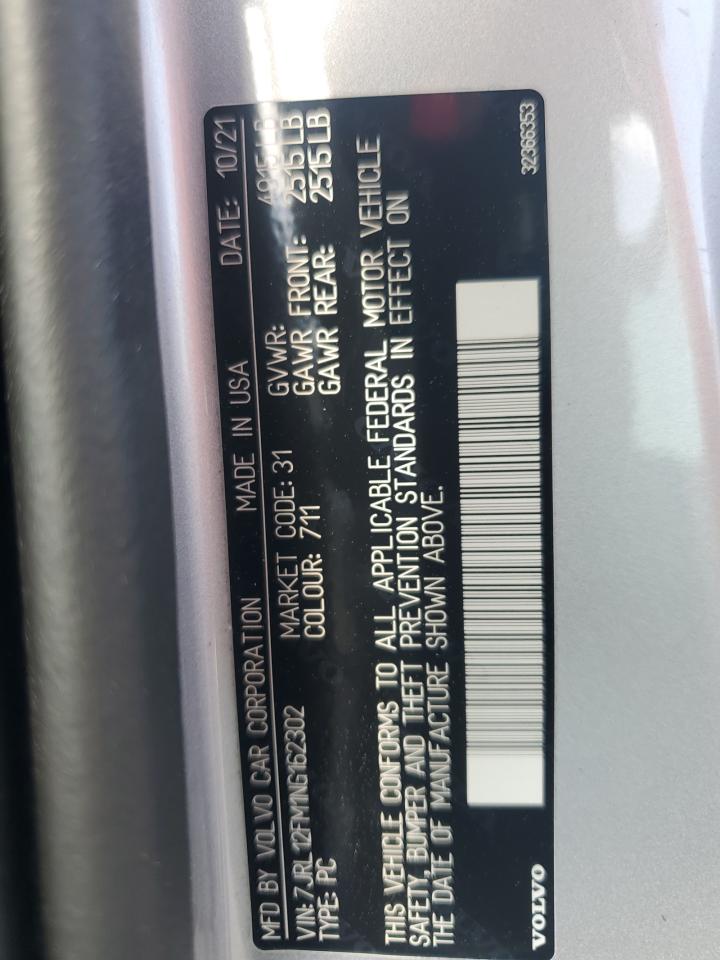 MFD BY VOLVO CAR CORPORATION MADE IN USA DATE: 10/21
VIN: 7JRL12FM1NG162302 MARKET CODE: 31 GVWR: 4915 LB
TYPE: PC COLOUR: 711 GAWR FRONT: 2515 LB
GAWR REAR: 2515 LB
THIS VEHICLE CONFORMS TO ALL APPLICABLE FEDERAL MOTOR VEHICLE
SAFETY, BUMPER AND THEFT PREVENTION STANDARDS IN EFFECT ON
THE DATE OF MANUFACTURE SHOWN ABOVE.
VOLVO 32366353